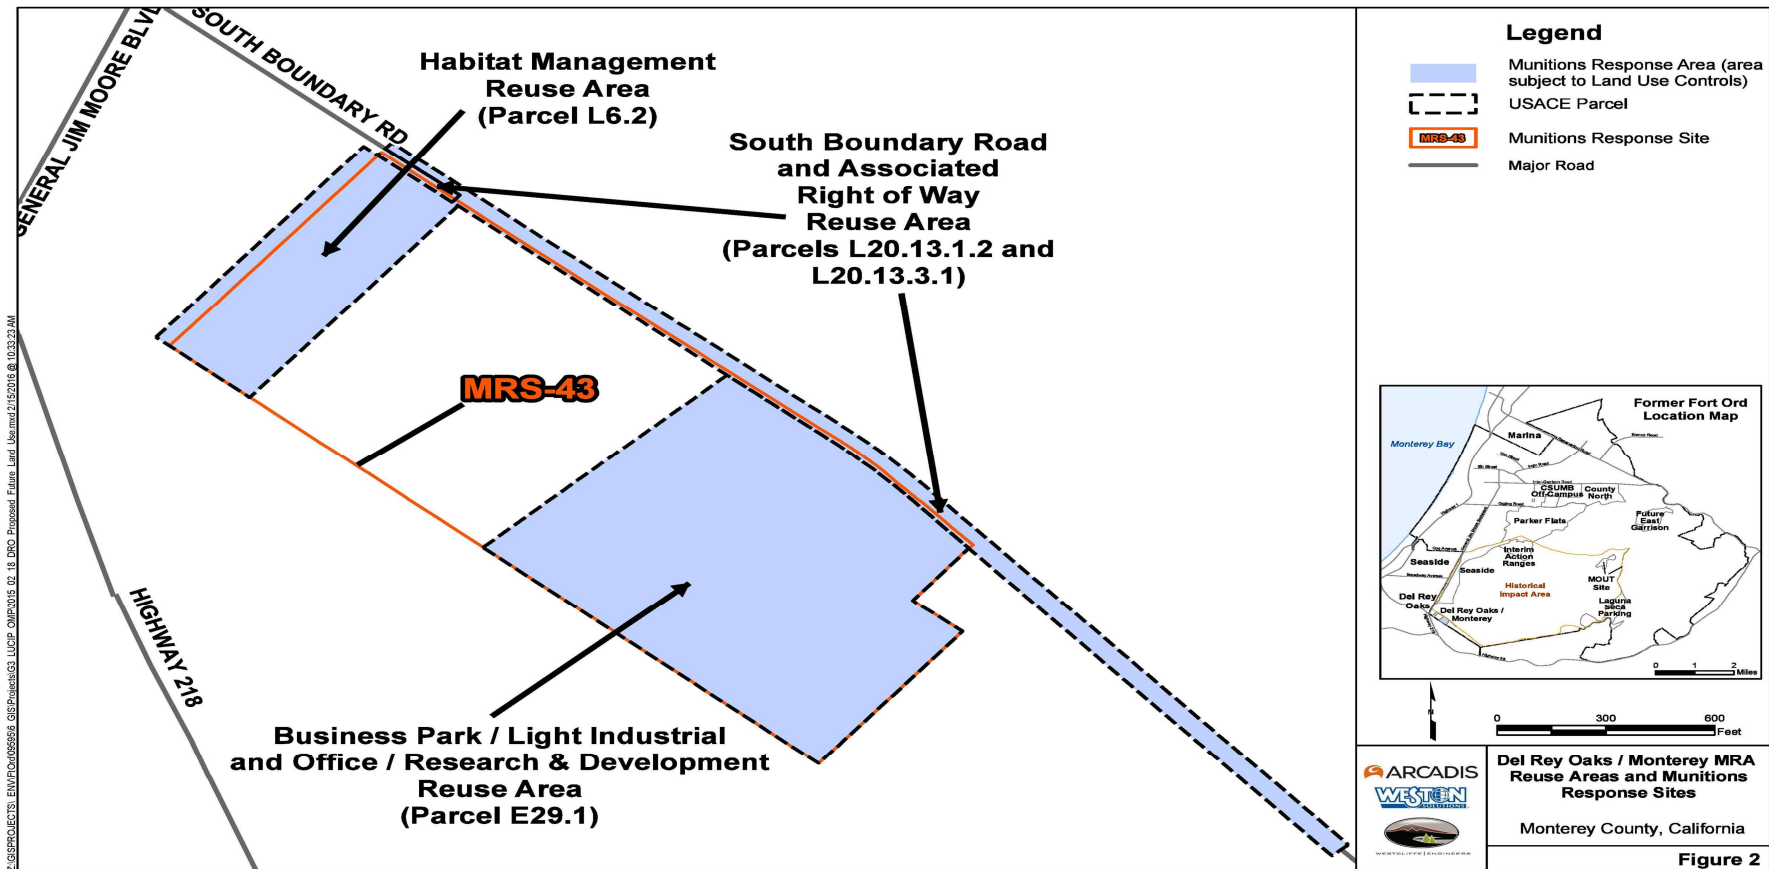 GENERAL JIM MOORE BLVD
SOUTH BOUNDARY RD
Habitat Management
Reuse Area
(Parcel L6.2)
South Boundary Road
and Associated
Right of Way
Reuse Area
(Parcels L20.13.1.2 and
L20.13.3.1)
MRS-43
HIGHWAY 218
Business Park / Light Industrial
and Office / Research & Development
Reuse Area
(Parcel E29.1)
Legend
Munitions Response Area (area
subject to Land Use Controls)
USACE Parcel
MRS-43
Munitions Response Site
Major Road
Former Fort Ord
Location Map
Monterey Bay
Marina
CSUMB
Off-Campus
County
North
Parker Flats
Future
East
Garrison
Interim
Action
Ranges
Seaside
Seaside
Historical
Impact Area
MOUT
Site
Laguna
Seca
Parking
Del Rey
Oaks
Del Rey Oaks /
Monterey
0 1 2
Miles
N
0 300 600
Feet
ARCADIS
WESTON
SOLUTIONS
WESTCLIFFE ENGINEERS
Del Rey Oaks / Monterey MRA
Reuse Areas and Munitions
Response Sites
Monterey County, California
Figure 2